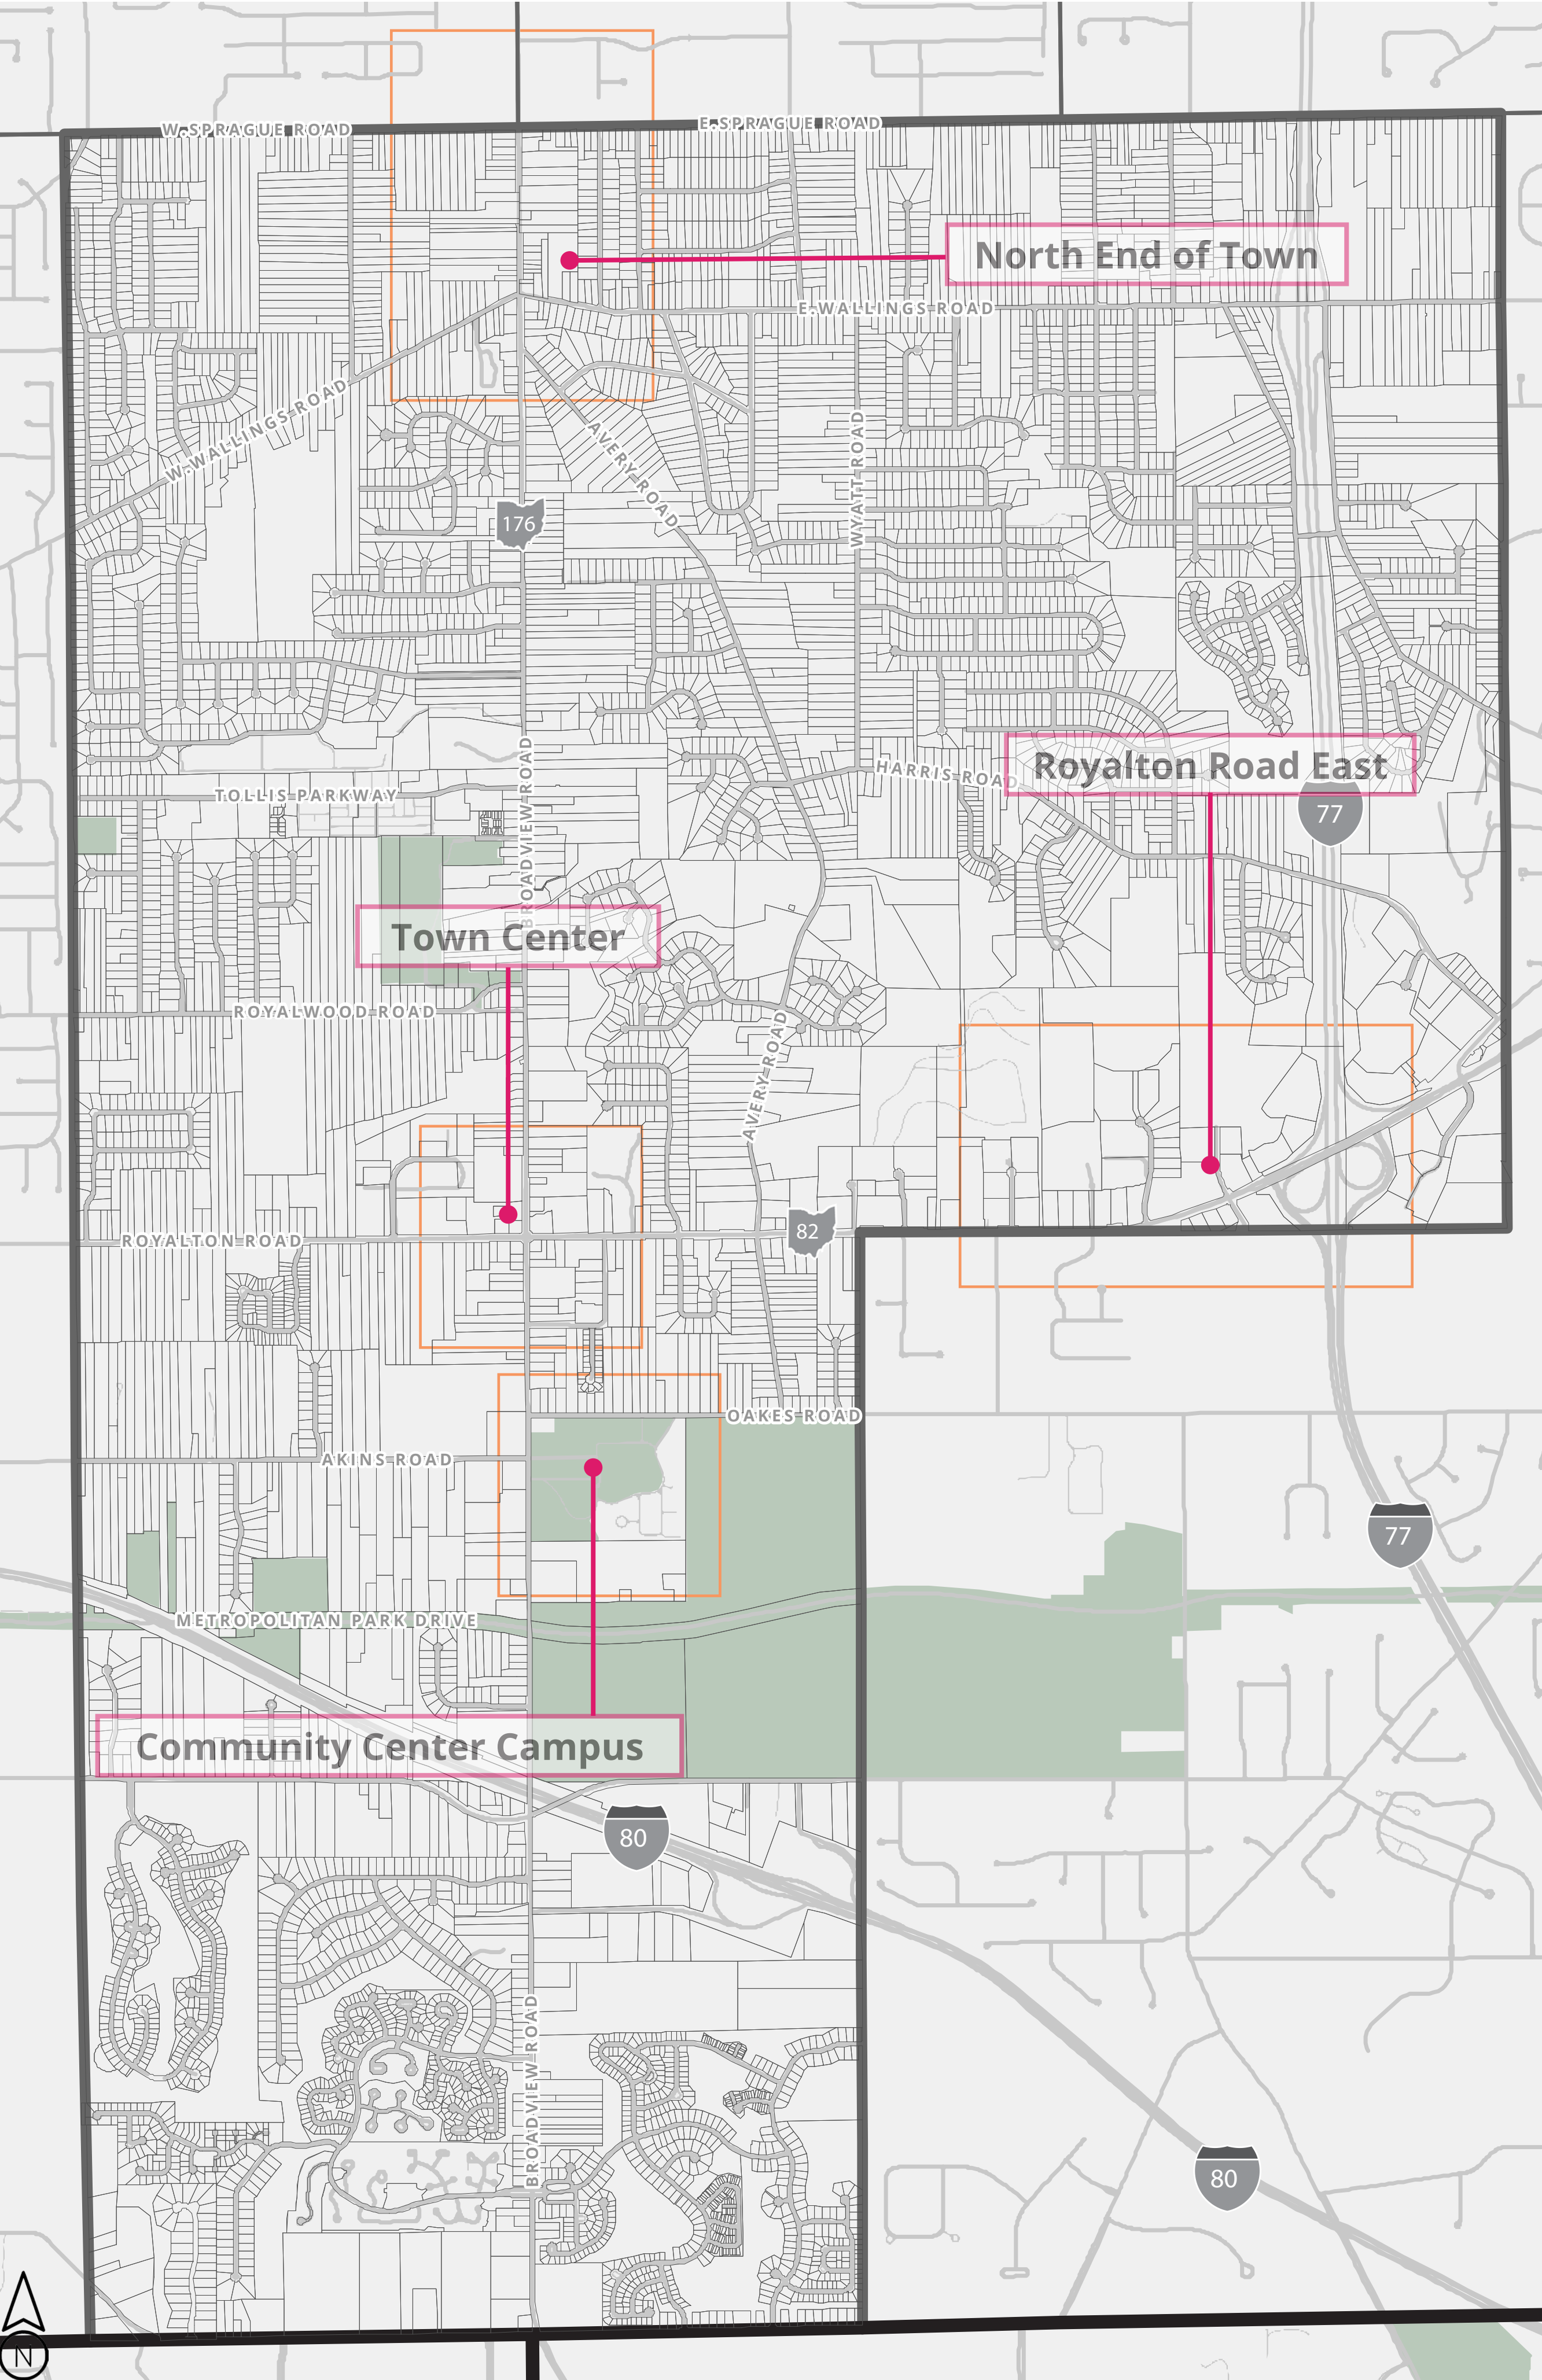 W. SPRAGUE ROAD
E. SPRAGUE ROAD
North End of Town
E. WALLINGS ROAD
W. WALLINGS ROAD
AVERY ROAD
WYATT ROAD
176
BROADVIEW ROAD
HARRIS ROAD
Royalton Road East
TOLLIS PARKWAY
77
Town Center
ROYALWOOD ROAD
AVERY ROAD
ROYALTON ROAD
82
OAKES ROAD
AKINS ROAD
77
METROPOLITAN PARK DRIVE
Community Center Campus
80
BROADVIEW ROAD
80
N